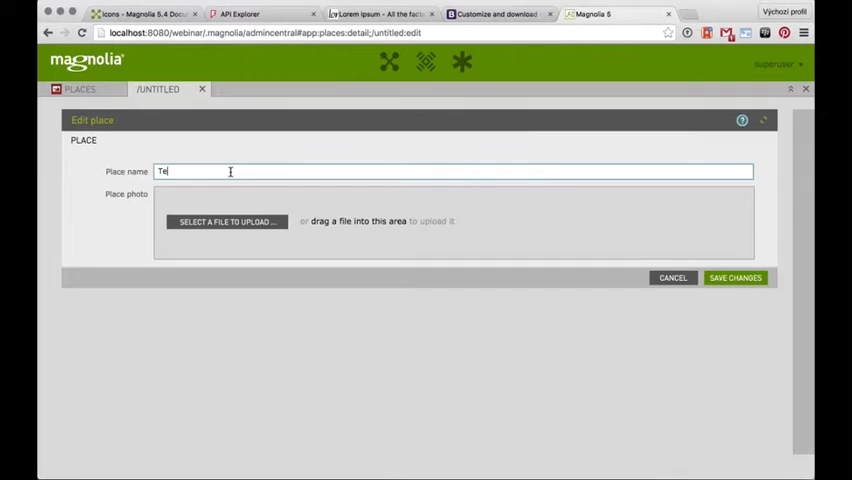 Icons - Magnolia 5.4 Docu
API Explorer
Lorem Ipsum - All the facts
Customize and download
Magnolia 5
Výchozí profil
localhost:8080/webinar/.magnolia/admincentral#app:places:detail;/untitled:edit
magnolia
superuser
PLACES
/UNTITLED
Edit place
?
PLACE
Place name
Te
Place photo
SELECT A FILE TO UPLOAD ...
or drag a file into this area to upload it
CANCEL
SAVE CHANGES